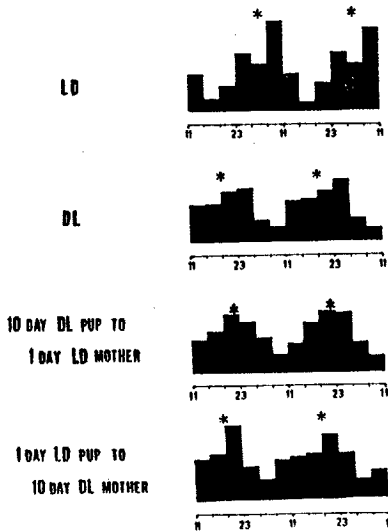 * *
LD
11 23 11 23 11
* *
DL
11 23 11 23 11
* *
10 DAY DL PUP TO
1 DAY LD MOTHER
11 23 11 23 11
* *
1 DAY LD PUP TO
10 DAY DL MOTHER
11 23 11 23 11